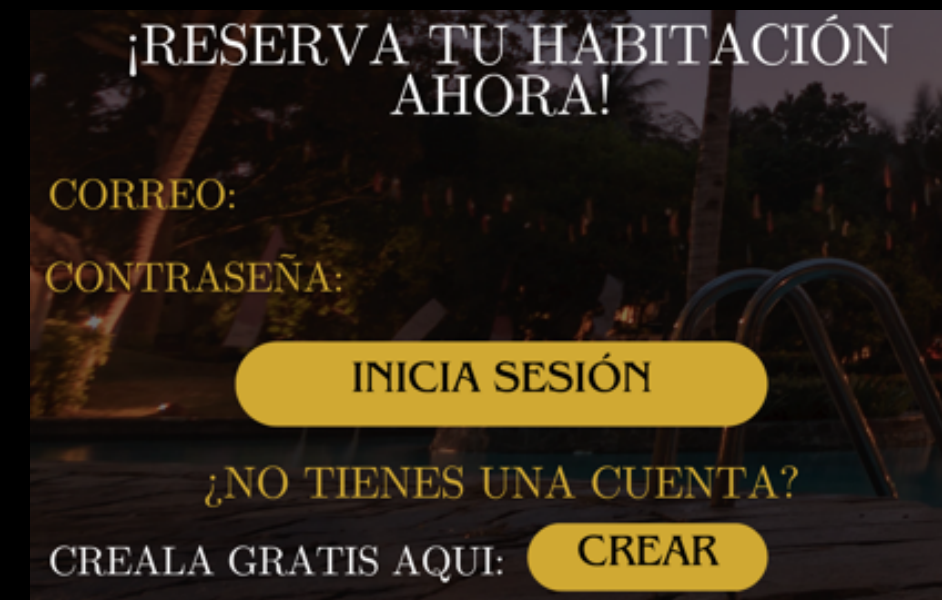 ¡RESERVA TU HABITACIÓN
AHORA!
CORREO:
CONTRASEÑA:
INICIA SESIÓN
¿NO TIENES UNA CUENTA?
CREALA GRATIS AQUI: CREAR